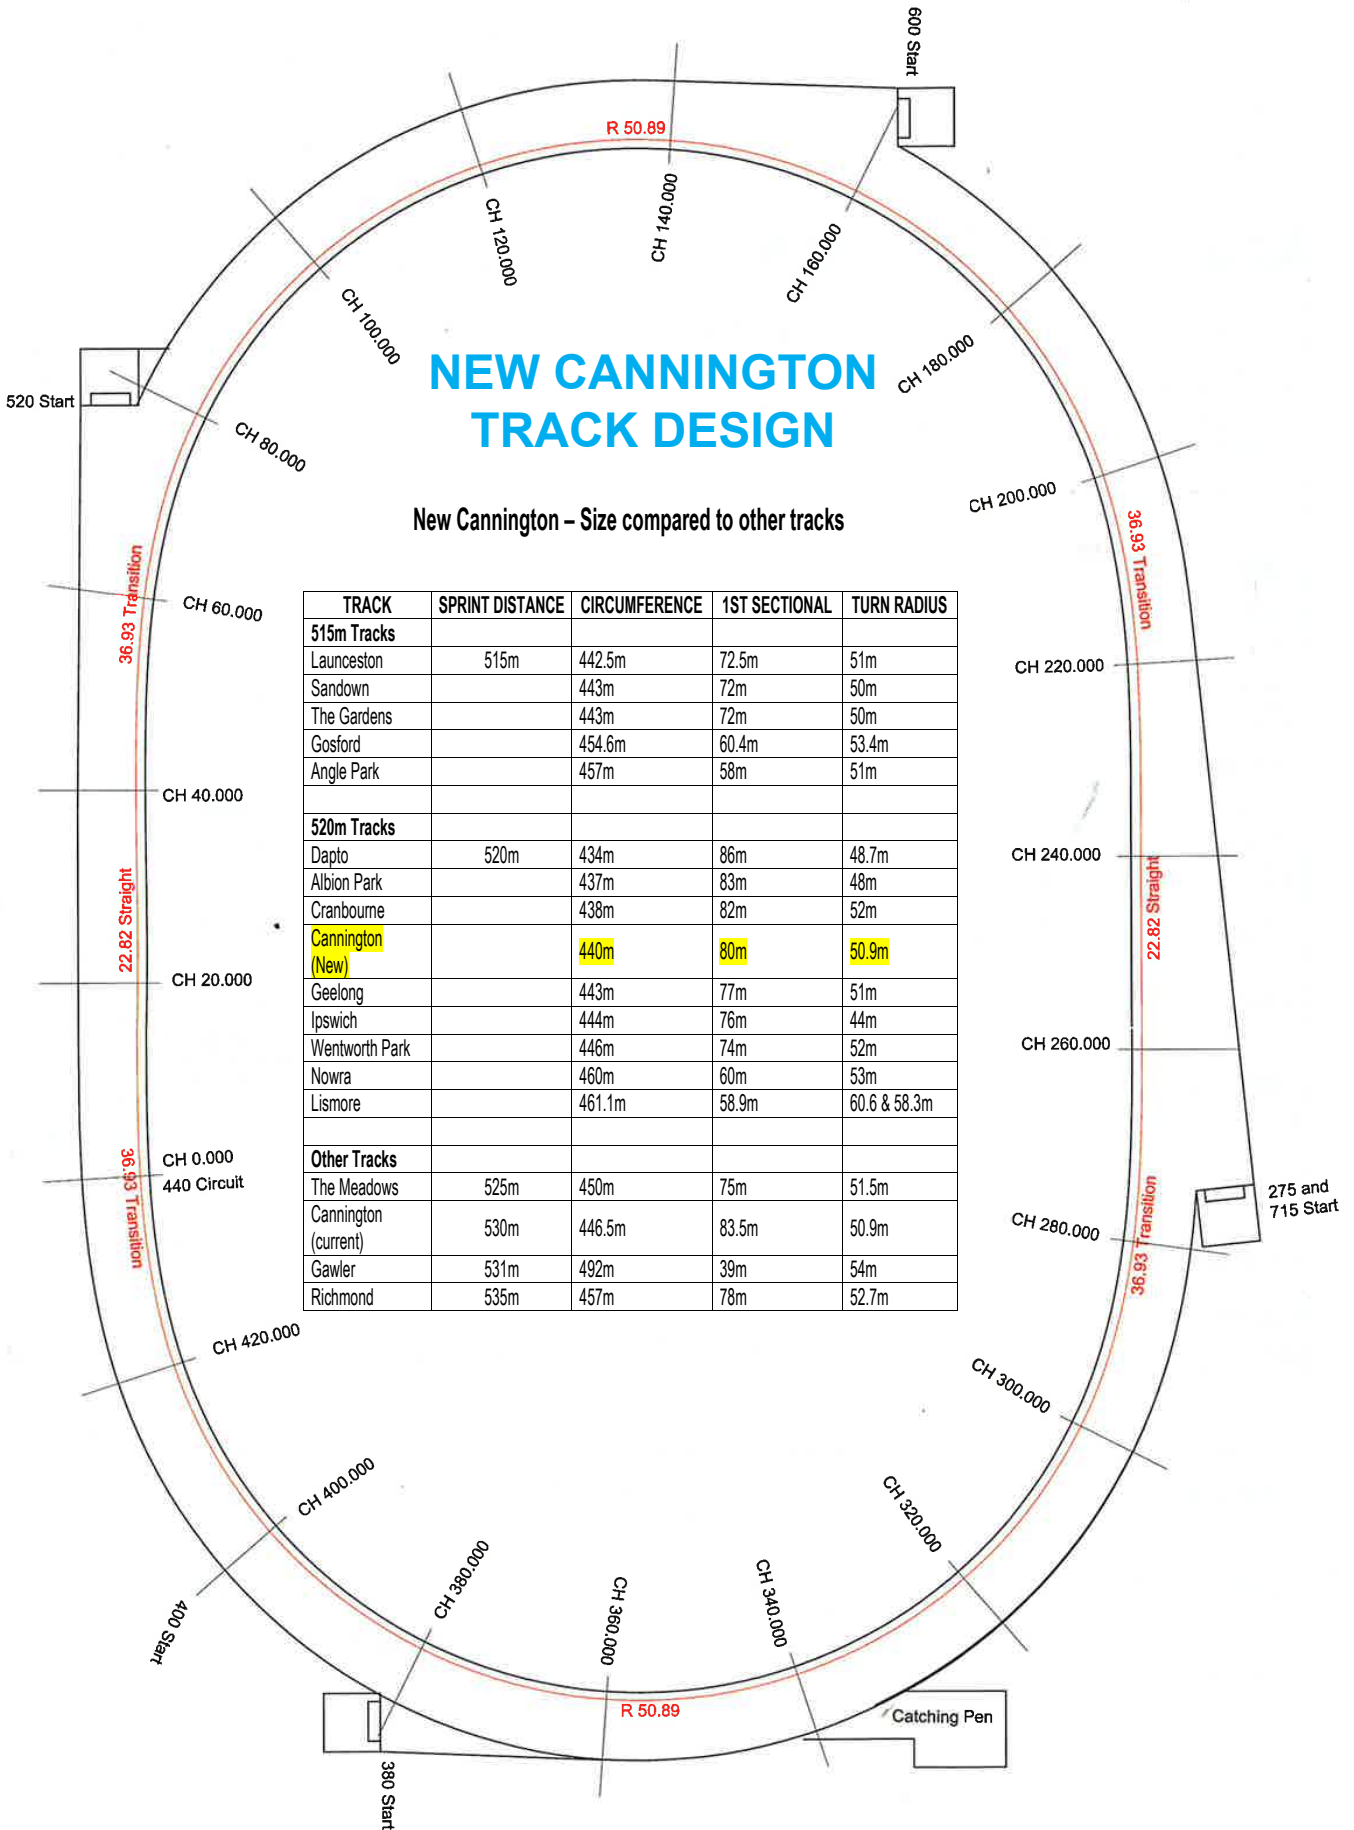 600 Start
R 50.89
CH 120.000
CH 140.000
CH 160.000
CH 100.000
CH 180.000
NEW CANNINGTON
TRACK DESIGN
520 Start
CH 80.000
CH 200.000
New Cannington – Size compared to other tracks
36.93 Transition
36.93 Transition
CH 60.000
CH 220.000
TRACK SPRINT DISTANCE CIRCUMFERENCE 1ST SECTIONAL TURN RADIUS
515m Tracks
Launceston 515m 442.5m 72.5m 51m
Sandown 443m 72m 50m
The Gardens 443m 72m 50m
Gosford 454.6m 60.4m 53.4m
Angle Park 457m 58m 51m
520m Tracks
Dapto 520m 434m 86m 48.7m
Albion Park 437m 83m 48m
Cranbourne 438m 82m 52m
Cannington
(New) 440m 80m 50.9m
Geelong 443m 77m 51m
Ipswich 444m 76m 44m
Wentworth Park 446m 74m 52m
Nowra 460m 60m 53m
Lismore 461.1m 58.9m 60.6 & 58.3m
Other Tracks
The Meadows 525m 450m 75m 51.5m
Cannington
(current) 530m 446.5m 83.5m 50.9m
Gawler 531m 492m 39m 54m
Richmond 535m 457m 78m 52.7m
CH 40.000
CH 240.000
22.82 Straight
22.82 Straight
CH 20.000
CH 260.000
CH 0.000
440 Circuit
36.93 Transition
36.93 Transition
275 and
715 Start
CH 280.000
CH 420.000
CH 300.000
CH 400.000
CH 320.000
CH 380.000
CH 360.000
CH 340.000
400 Start
R 50.89
Catching Pen
380 Start